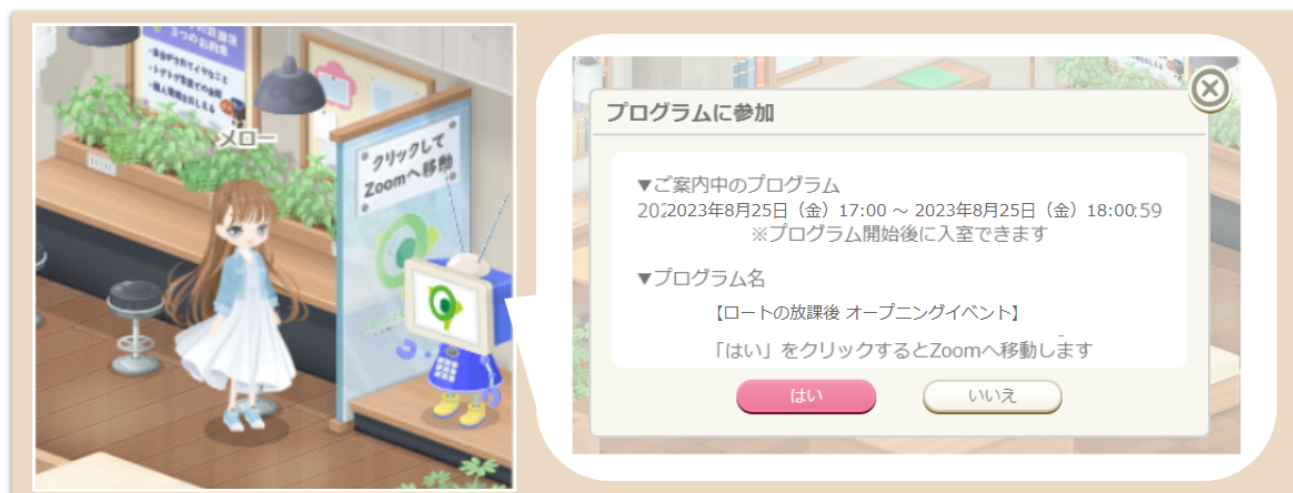 3つのお約束
メロー
クリックして
Zoomへ移動
プログラムに参加
▼ご案内中のプログラム
2023年8月25日（金）17:00 ～ 2023年8月25日（金）18:00:59
※プログラム開始後に入室できます
▼プログラム名
【ロートの放課後 オープニングイベント】
「はい」をクリックするとZoomへ移動します
はい
いいえ